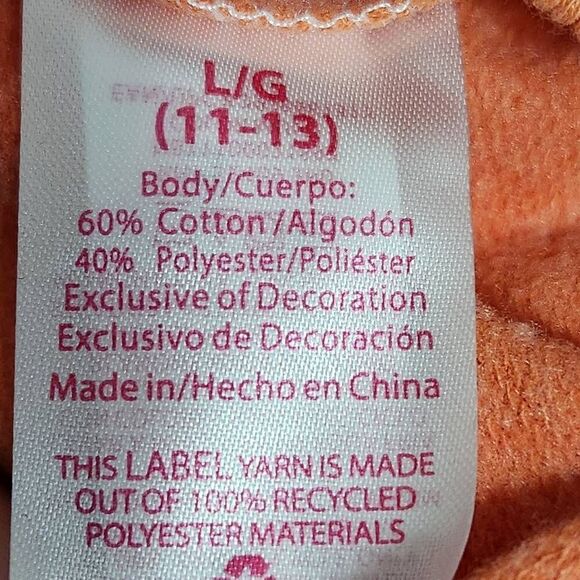 L/G
(11-13)
Body/Cuerpo:
60% Cotton/Algodón
40% Polyester/Poliéster
Exclusive of Decoration
Exclusivo de Decoración
Made in/Hecho en China
THIS LABEL YARN IS MADE
OUT OF 100% RECYCLED
POLYESTER MATERIALS